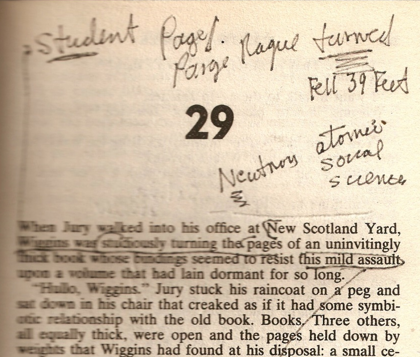 Student Page!
Paige Raque turned
Fell 39 Feet
29
Neutrons atomic
social
science
When Jury walked into his office at New Scotland Yard,
Wiggins was studiously turning the pages of an uninvitingly
thick book whose bindings seemed to resist this mild assault
upon a volume that had lain dormant for so long.
"Hullo, Wiggins." Jury stuck his raincoat on a peg and
sat down in his chair that creaked as if it had some symbi-
otic relationship with the old book. Books. Three others,
all equally thick, were open and the pages held down by
weights that Wiggins had found at his disposal: a small ce-